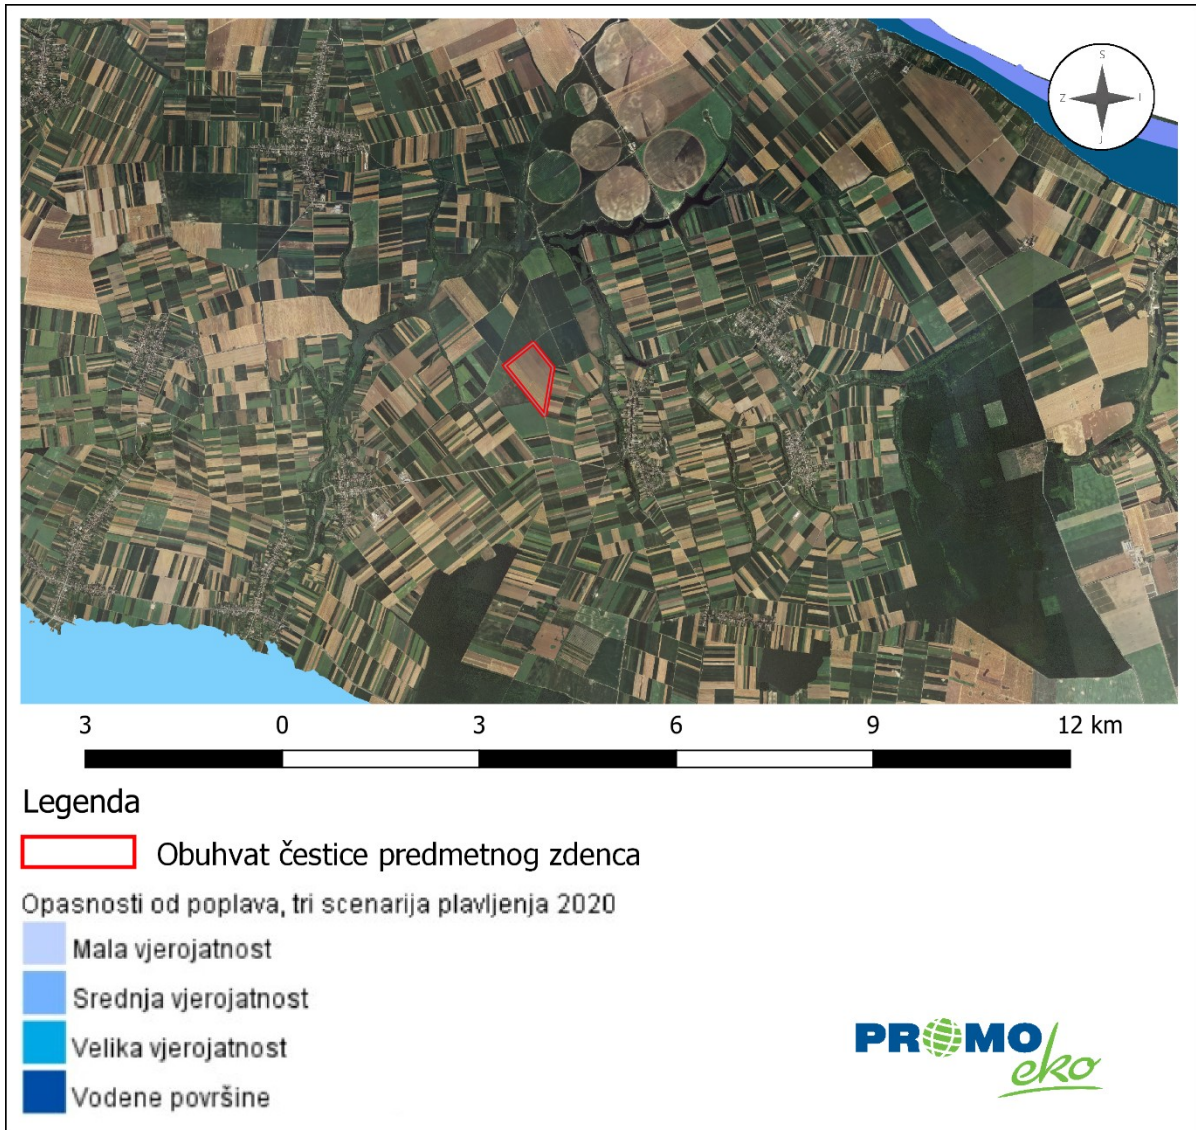 S
Z I
J
3 0 3 6 9 12 km
Legenda
Obuhvat čestice predmetnog zdenca
Opasnosti od poplava, tri scenarija plavljenja 2020
Mala vjerojatnost
Srednja vjerojatnost
Velika vjerojatnost
Vodene površine
PROMO
eko